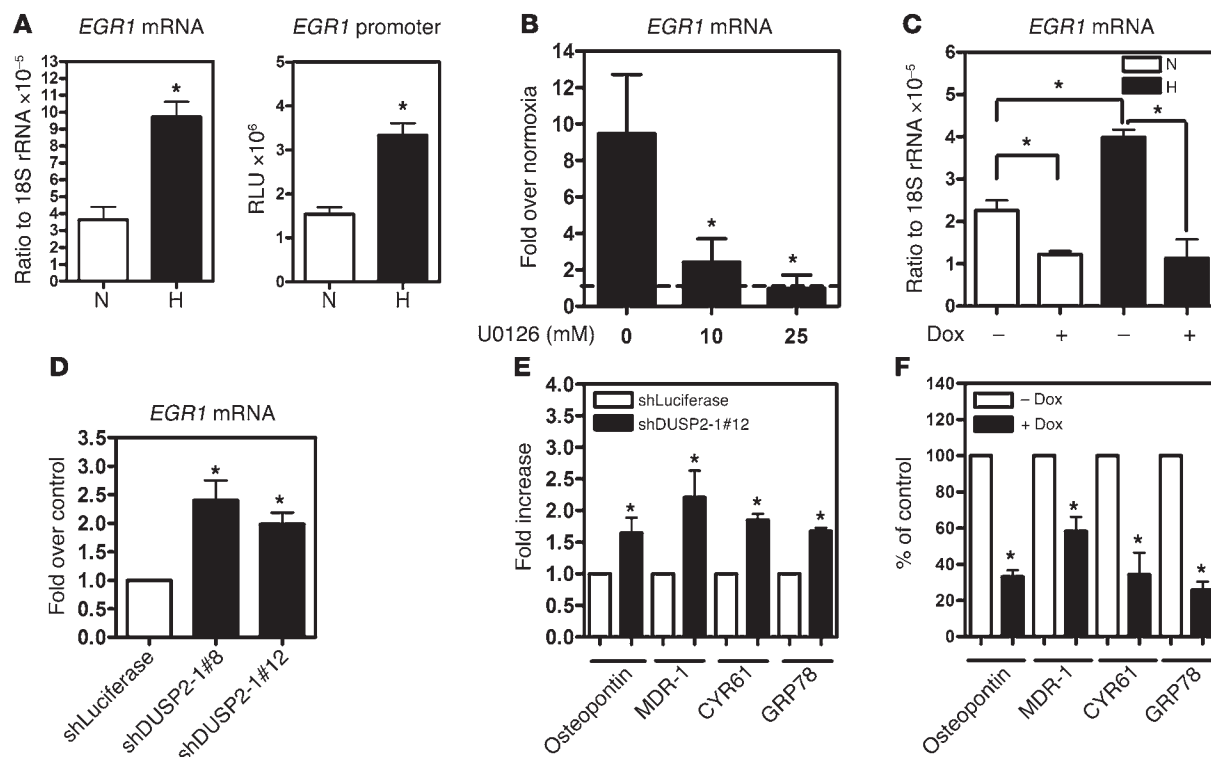 A
EGR1 mRNA
Ratio to 18S rRNA ×10⁻⁵
13
12
11
10
9
8
7
6
5
4
3
2
1
0
*
N H
EGR1 promoter
RLU ×10⁶
5
4
3
2
1
0
*
N H
B
EGR1 mRNA
Fold over normoxia
14
12
10
8
6
4
2
0
*
*
U0126 (mM) 0 10 25
C
EGR1 mRNA
Ratio to 18S rRNA ×10⁻⁵
6
5
4
3
2
1
0
N
H
*
*
*
Dox – + – +
D
EGR1 mRNA
Fold over control
3.5
3.0
2.5
2.0
1.5
1.0
0.5
0.0
*
*
shLuciferase
shDUSP2-1#8
shDUSP2-1#12
E
Fold increase
4.0
3.5
3.0
2.5
2.0
1.5
1.0
0.5
0.0
shLuciferase
shDUSP2-1#12
*
*
*
*
Osteopontin
MDR-1
CYR61
GRP78
F
% of control
140
120
100
80
60
40
20
0
– Dox
+ Dox
*
*
*
*
Osteopontin
MDR-1
CYR61
GRP78